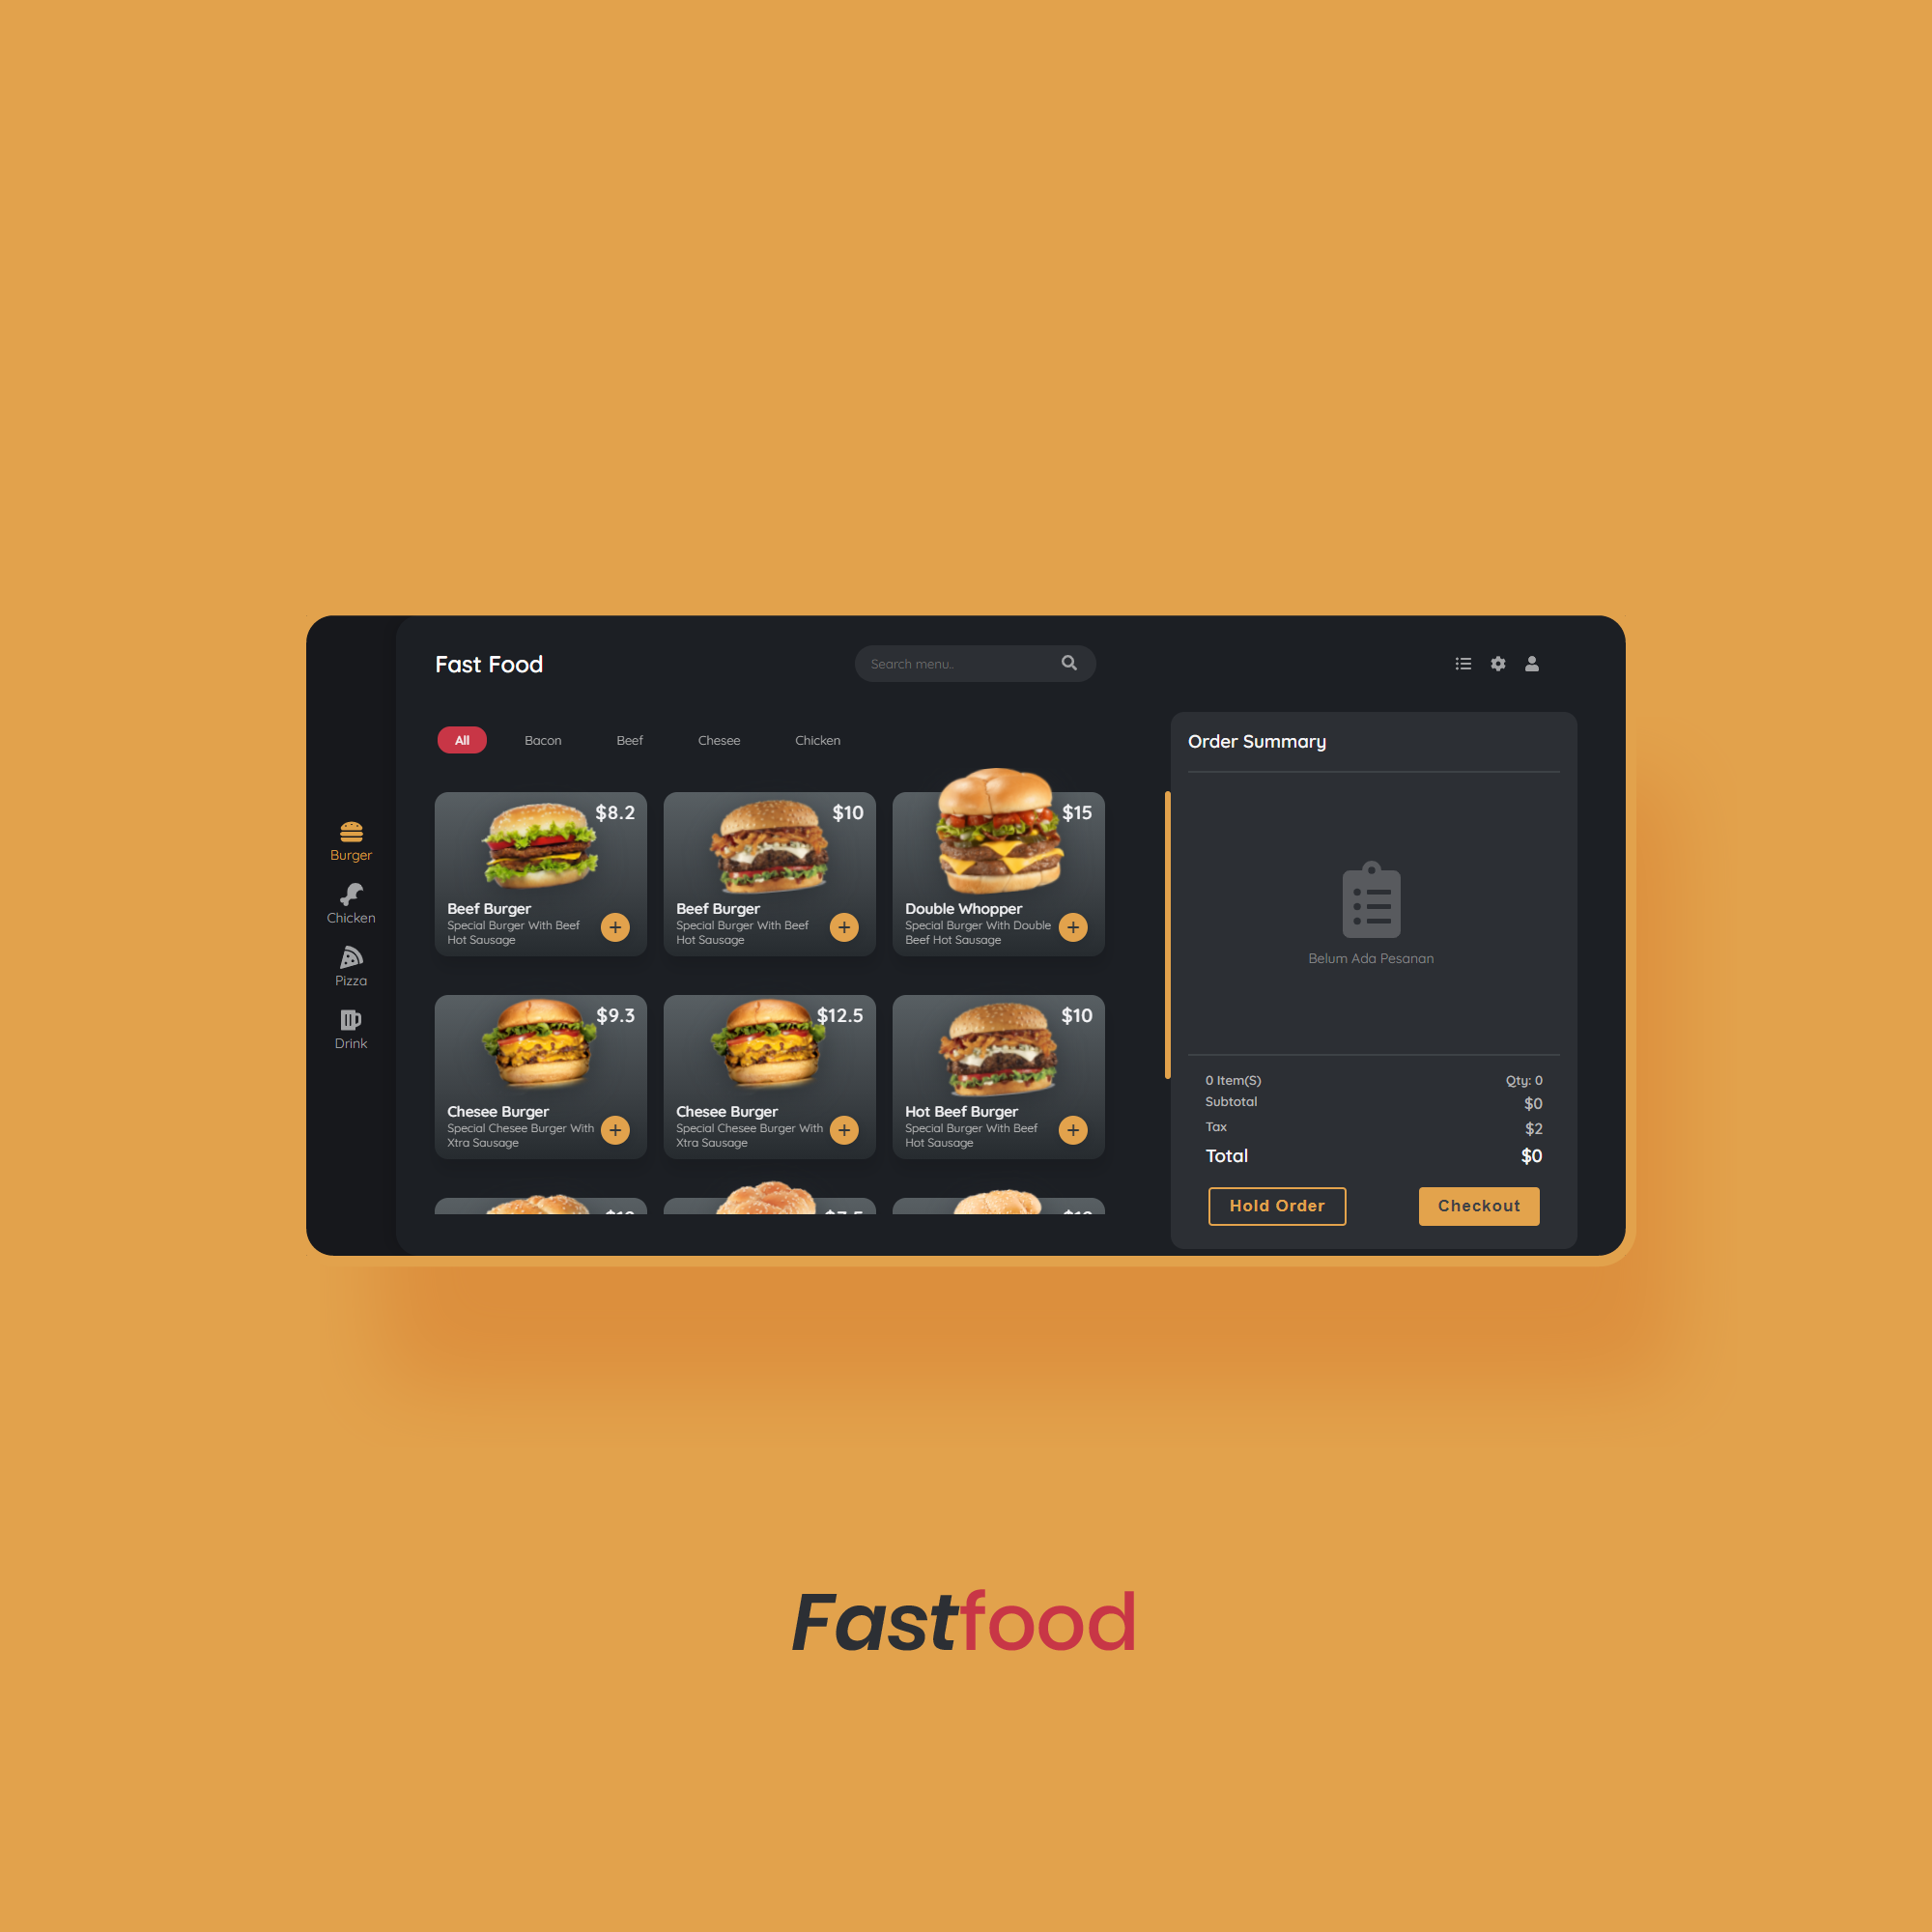 Fast Food
Search menu..
All
Bacon
Beef
Chesee
Chicken
Burger
Chicken
Pizza
Drink
$8.2
Beef Burger
Special Burger With Beef
Hot Sausage
$10
Beef Burger
Special Burger With Beef
Hot Sausage
$15
Double Whopper
Special Burger With Double
Beef Hot Sausage
$9.3
Chesee Burger
Special Chesee Burger With
Xtra Sausage
$12.5
Chesee Burger
Special Chesee Burger With
Xtra Sausage
$10
Hot Beef Burger
Special Burger With Beef
Hot Sausage
Order Summary
Belum Ada Pesanan
0 Item(S)
Qty: 0
Subtotal
$0
Tax
$2
Total
$0
Hold Order
Checkout
Fastfood